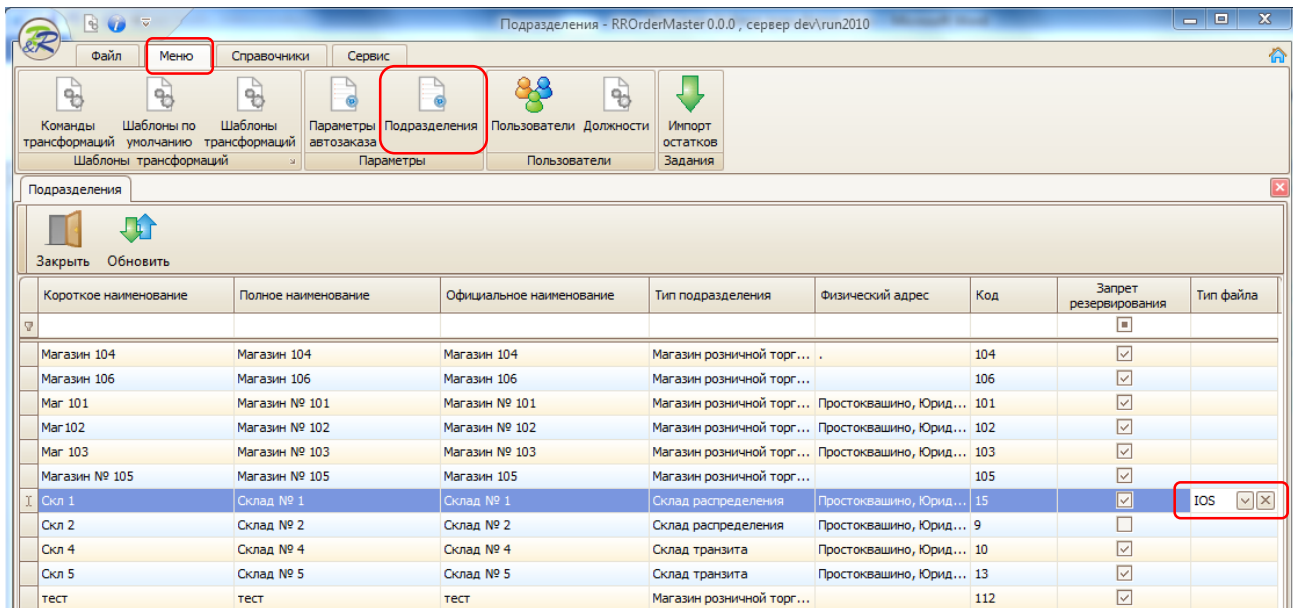 Подразделения - RROrderMaster 0.0.0 , сервер dev\run2010
&R
Файл Меню Справочники Сервис
Команды трансформаций Шаблоны по умолчанию Шаблоны трансформаций Параметры автозаказа Подразделения Пользователи Должности Импорт остатков
Шаблоны трансформаций Параметры Пользователи Задания
Подразделения
Закрыть Обновить
Короткое наименование Полное наименование Официальное наименование Тип подразделения Физический адрес Код Запрет резервирования Тип файла
Магазин 104 Магазин 104 Магазин 104 Магазин розничной торг... . 104
Магазин 106 Магазин 106 Магазин 106 Магазин розничной торг... 106
Маг 101 Магазин № 101 Магазин № 101 Магазин розничной торг... Простоквашино, Юрид... 101
Маг102 Магазин № 102 Магазин № 102 Магазин розничной торг... Простоквашино, Юрид... 102
Маг 103 Магазин № 103 Магазин № 103 Магазин розничной торг... Простоквашино, Юрид... 103
Магазин № 105 Магазин № 105 Магазин 105 Магазин розничной торг... 105
Скл 1 Склад № 1 Склад № 1 Склад распределения Простоквашино, Юрид... 15 IOS
Скл 2 Склад № 2 Склад № 2 Склад распределения Простоквашино, Юрид... 9
Скл 4 Склад № 4 Склад № 4 Склад транзита Простоквашино, Юрид... 10
Скл 5 Склад № 5 Склад № 5 Склад транзита Простоквашино, Юрид... 13
тест тест тест Магазин розничной торг... 112